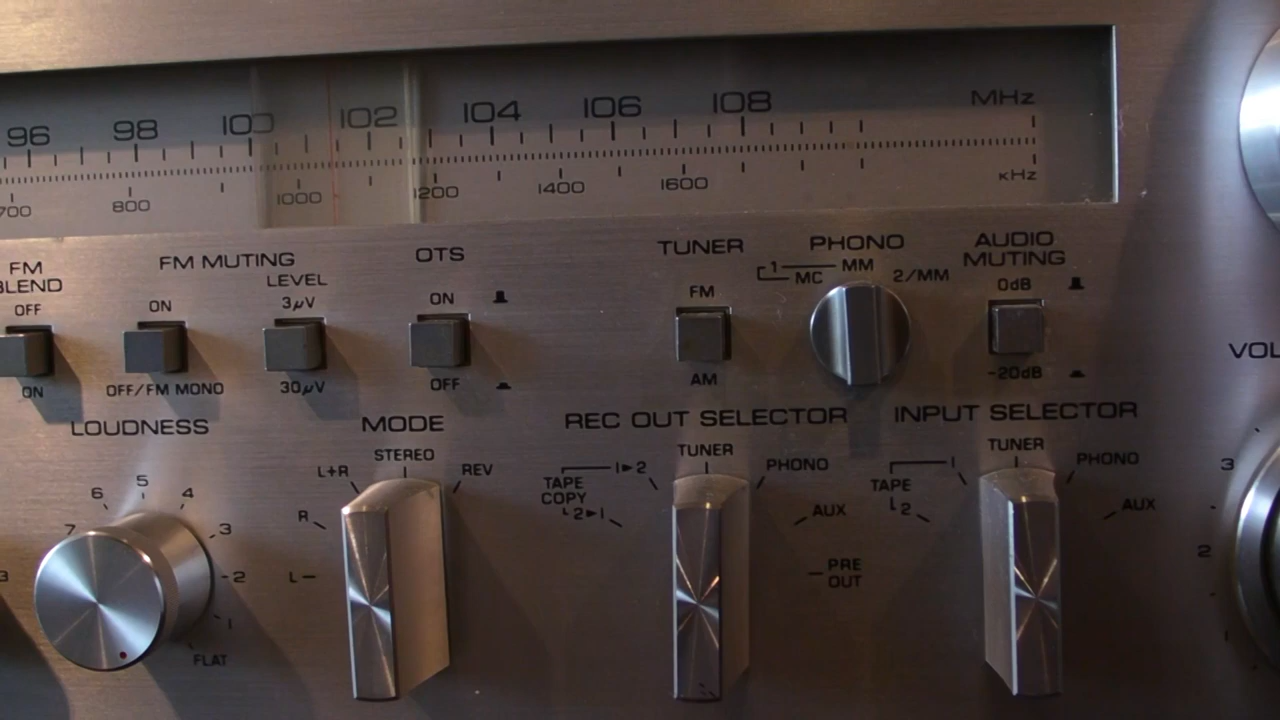 96 98 100 102 104 106 108 MHz
700 800 1000 1200 1400 1600 KHz
FM
BLEND
OFF
ON
FM MUTING
ON
OFF/FM MONO
LEVEL
3μV
30μV
OTS
ON
OFF
TUNER
FM
AM
PHONO
1 MM
MC
2/MM
AUDIO
MUTING
0dB
-20dB
VOL
LOUDNESS
7 6 5 4 3 2 1 FLAT
MODE
L R L+R STEREO REV
REC OUT SELECTOR
TAPE
COPY
1▸2
2▸1
TUNER
PHONO
AUX
PRE
OUT
INPUT SELECTOR
TAPE
1
2
TUNER
PHONO
AUX
3
2
3